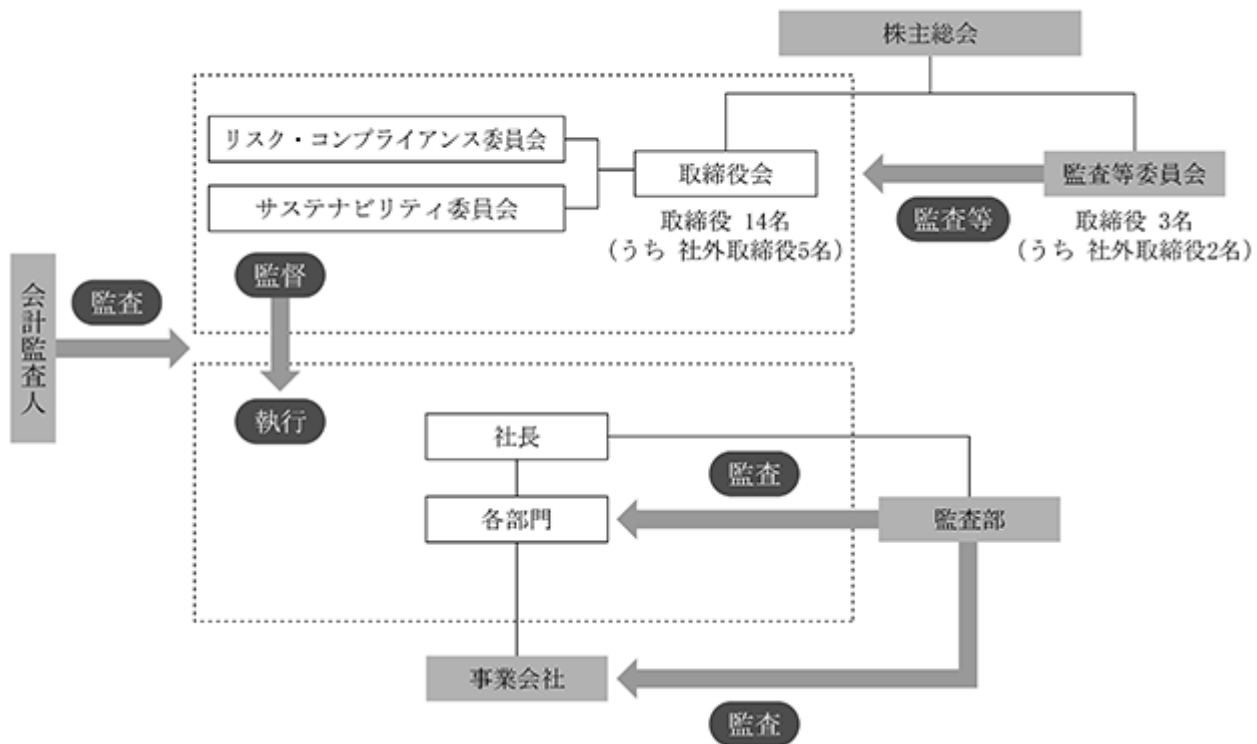 株主総会
リスク・コンプライアンス委員会
取締役会
監査等委員会
サステナビリティ委員会
監査等
取締役 14名
(うち 社外取締役5名)
取締役 3名
(うち 社外取締役2名)
監督
会計監査人
監査
執行
社長
監査
各部門
監査部
事業会社
監査